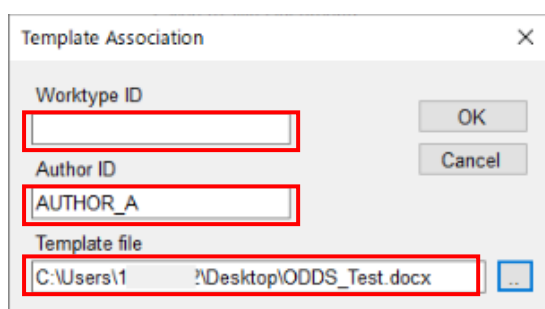 Template Association
Worktype ID
OK
Author ID
Cancel
AUTHOR_A
Template file
C:\Users\1 ?\Desktop\ODDS_Test.docx
..